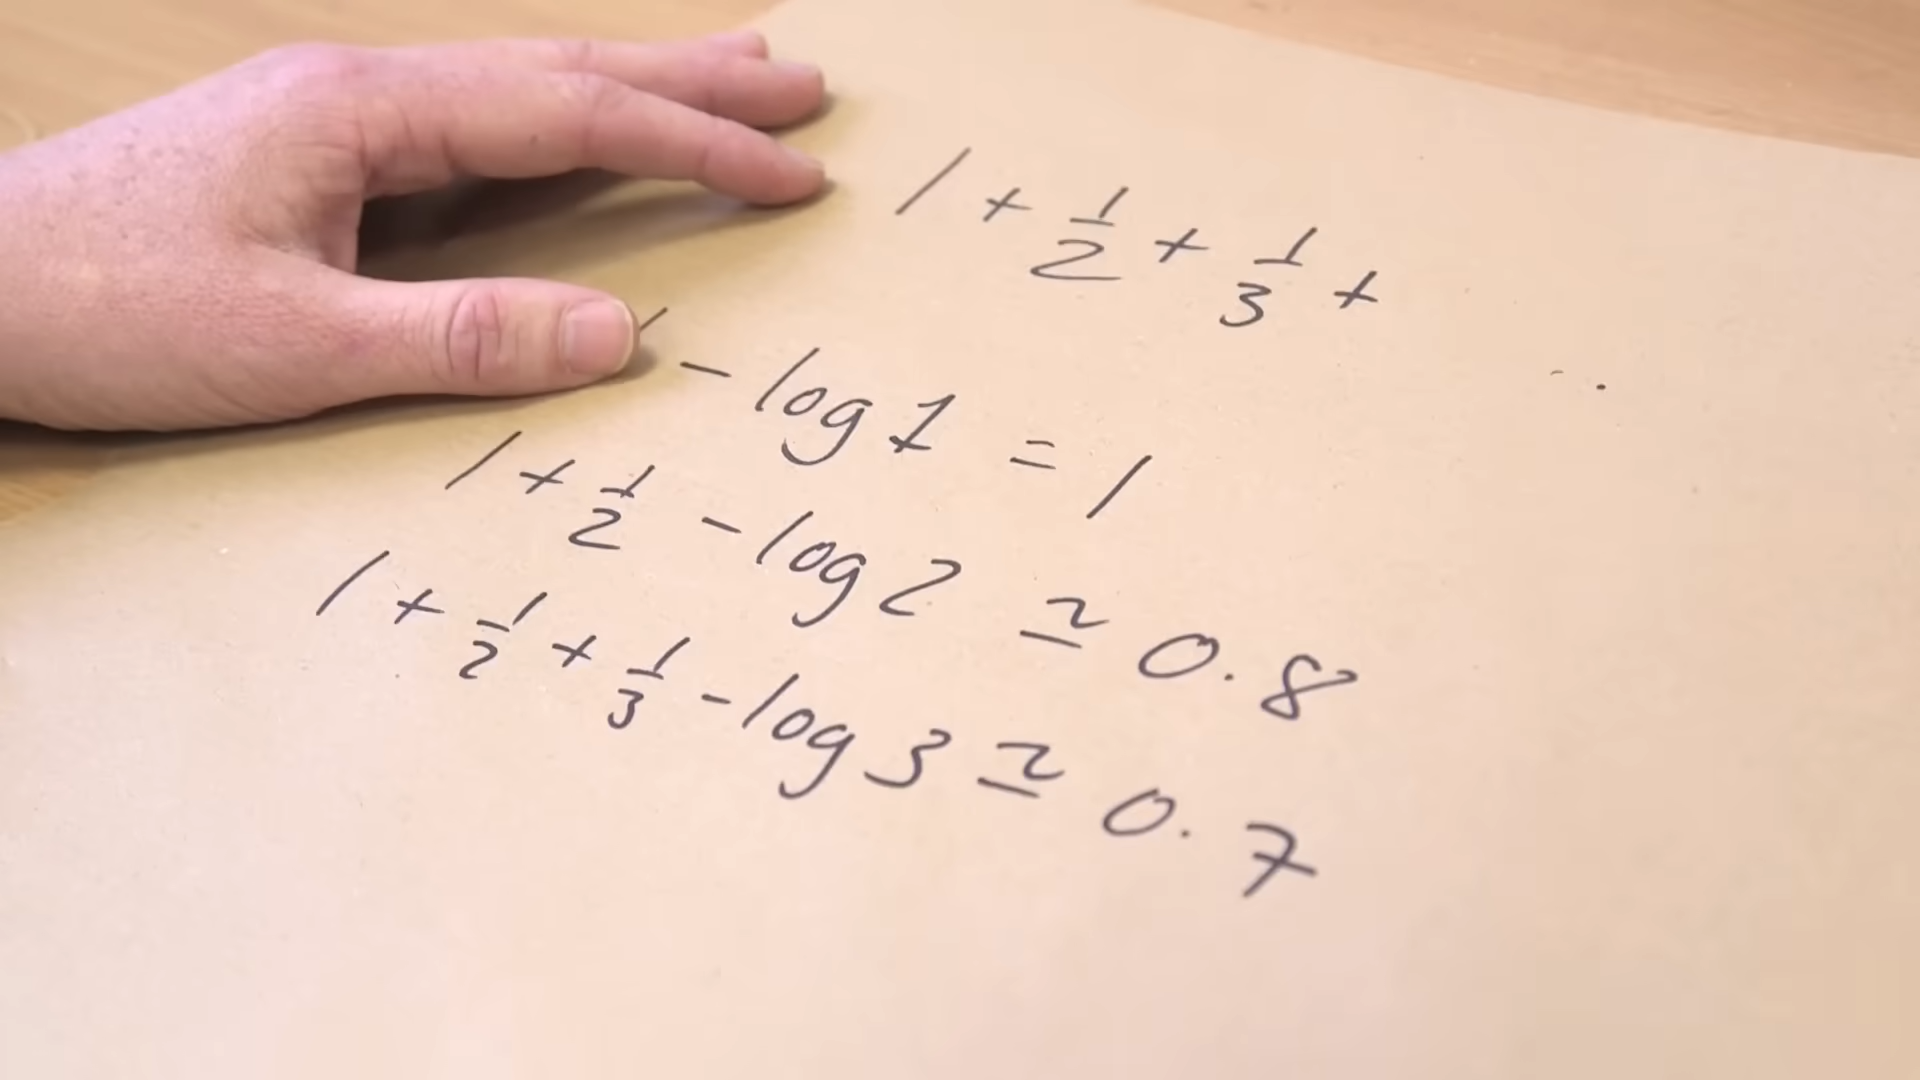 1 + 1/2 + 1/3 + ..
1 - log 1 = 1
1 + 1/2 - log 2 ≃ 0.8
1 + 1/2 + 1/3 - log 3 ≃ 0.7